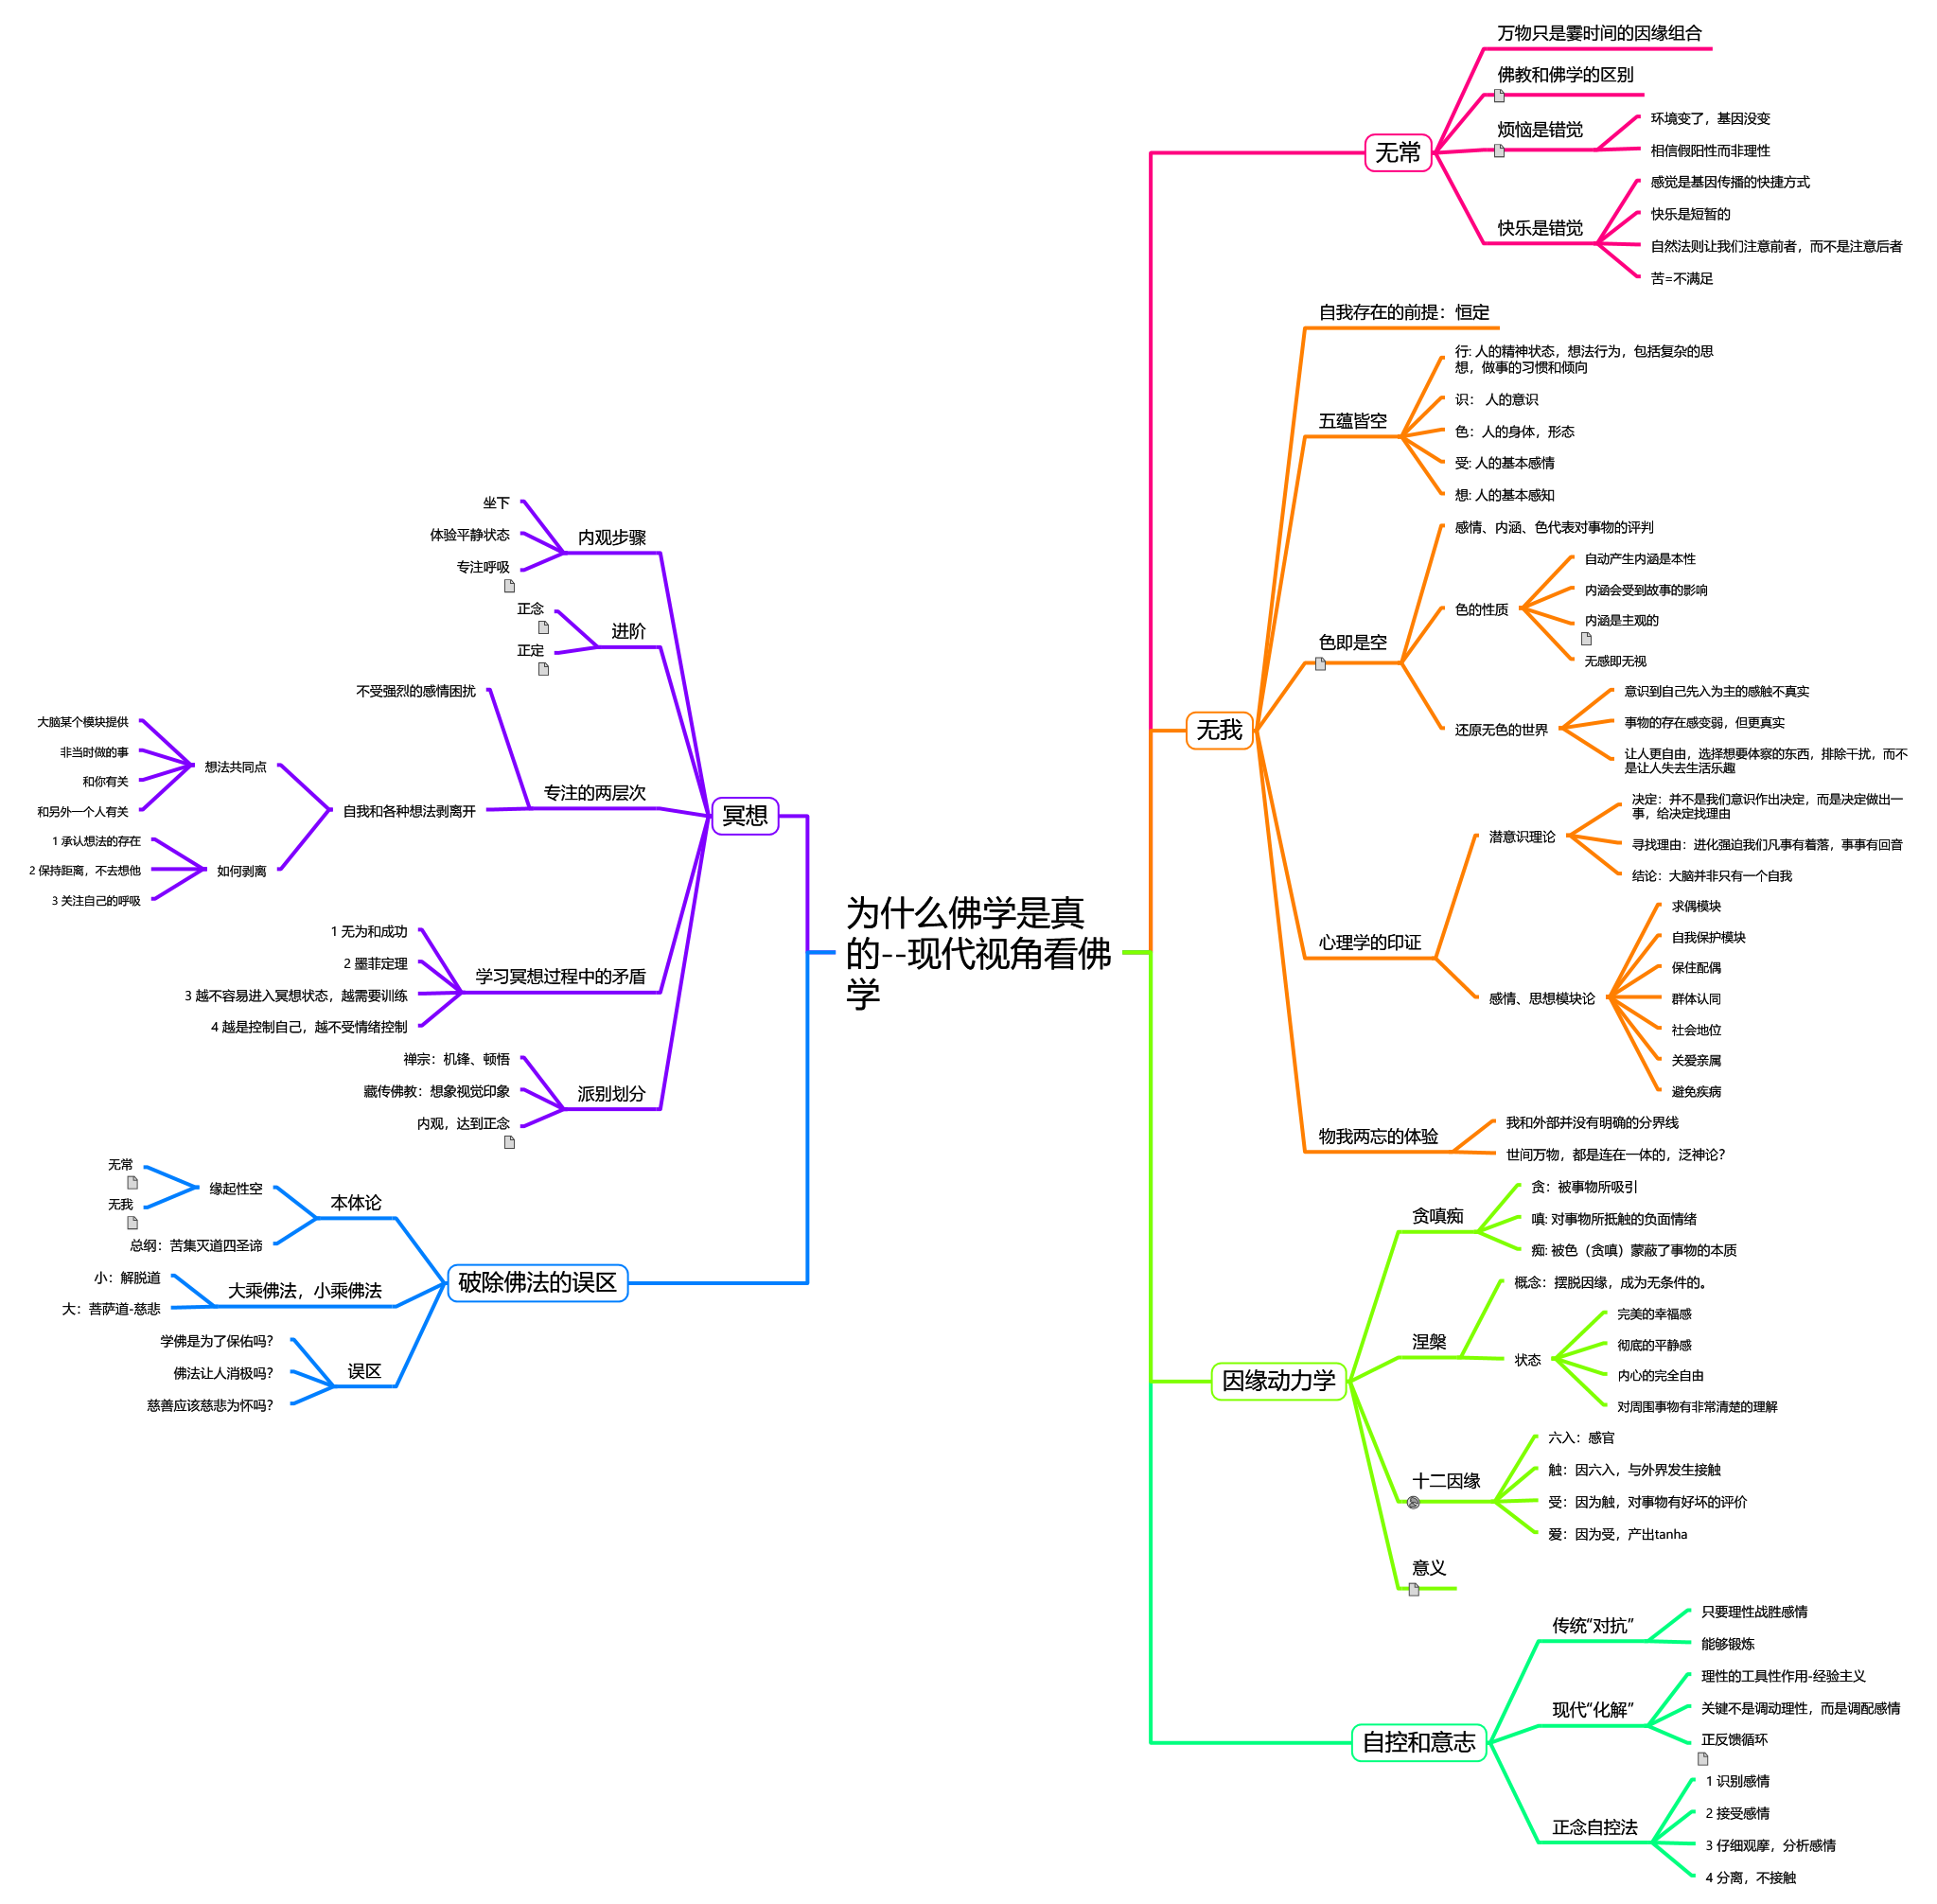 为什么佛学是真
的--现代视角看佛
学
无常
万物只是霎时间的因缘组合
佛教和佛学的区别
烦恼是错觉
环境变了，基因没变
相信假阳性而非理性
快乐是错觉
感觉是基因传播的快捷方式
快乐是短暂的
自然法则让我们注意前者，而不是注意后者
苦=不满足
无我
自我存在的前提：恒定
五蕴皆空
行: 人的精神状态，想法行为，包括复杂的思
想，做事的习惯和倾向
识： 人的意识
色：人的身体，形态
受: 人的基本感情
想: 人的基本感知
色即是空
感情、内涵、色代表对事物的评判
色的性质
自动产生内涵是本性
内涵会受到故事的影响
内涵是主观的
无感即无视
还原无色的世界
意识到自己先入为主的感触不真实
事物的存在感变弱，但更真实
让人更自由，选择想要体察的东西，排除干扰，而不
是让人失去生活乐趣
心理学的印证
潜意识理论
决定：并不是我们意识作出决定，而是决定做出一
事，给决定找理由
寻找理由：进化强迫我们凡事有着落，事事有回音
结论：大脑并非只有一个自我
感情、思想模块论
求偶模块
自我保护模块
保住配偶
群体认同
社会地位
关爱亲属
避免疾病
物我两忘的体验
我和外部并没有明确的分界线
世间万物，都是连在一体的，泛神论？
因缘动力学
贪嗔痴
贪：被事物所吸引
嗔: 对事物所抵触的负面情绪
痴: 被色（贪嗔）蒙蔽了事物的本质
涅槃
概念：摆脱因缘，成为无条件的。
状态
完美的幸福感
彻底的平静感
内心的完全自由
对周围事物有非常清楚的理解
十二因缘
六入：感官
触：因六入，与外界发生接触
受：因为触，对事物有好坏的评价
爱：因为受，产出tanha
意义
自控和意志
传统“对抗”
只要理性战胜感情
能够锻炼
现代“化解”
理性的工具性作用-经验主义
关键不是调动理性，而是调配感情
正反馈循环
正念自控法
1 识别感情
2 接受感情
3 仔细观摩，分析感情
4 分离，不接触
冥想
内观步骤
坐下
体验平静状态
专注呼吸
进阶
正念
正定
专注的两层次
不受强烈的感情困扰
自我和各种想法剥离开
想法共同点
大脑某个模块提供
非当时做的事
和你有关
和另外一个人有关
如何剥离
1 承认想法的存在
2 保持距离，不去想他
3 关注自己的呼吸
学习冥想过程中的矛盾
1 无为和成功
2 墨菲定理
3 越不容易进入冥想状态，越需要训练
4 越是控制自己，越不受情绪控制
派别划分
禅宗：机锋、顿悟
藏传佛教：想象视觉印象
内观，达到正念
破除佛法的误区
本体论
缘起性空
无常
无我
总纲：苦集灭道四圣谛
大乘佛法，小乘佛法
小：解脱道
大：菩萨道-慈悲
误区
学佛是为了保佑吗？
佛法让人消极吗？
慈善应该慈悲为怀吗？